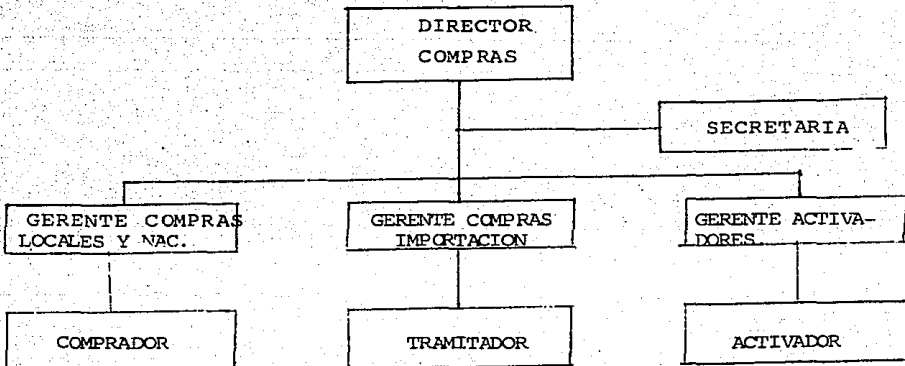 DIRECTOR
COMPRAS
SECRETARIA
GERENTE COMPRAS
LOCALES Y NAC.
GERENTE COMPRAS
IMPORTACION
GERENTE ACTIVA-
DORES.
COMPRADOR
TRAMITADOR
ACTIVADOR